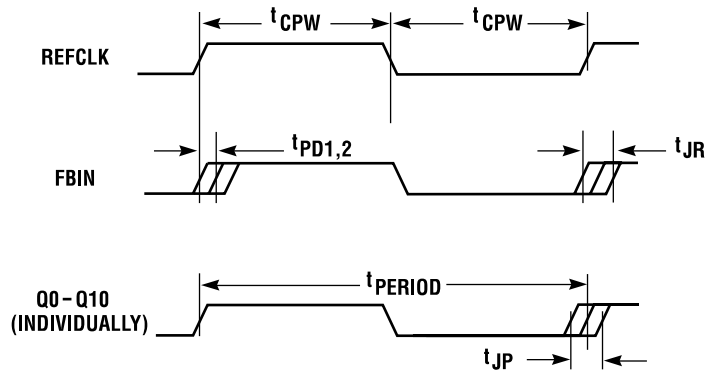 tCPW tCPW
REFCLK
tPD1,2 tJR
FBIN
tPERIOD
Q0–Q10
(INDIVIDUALLY)
tJP